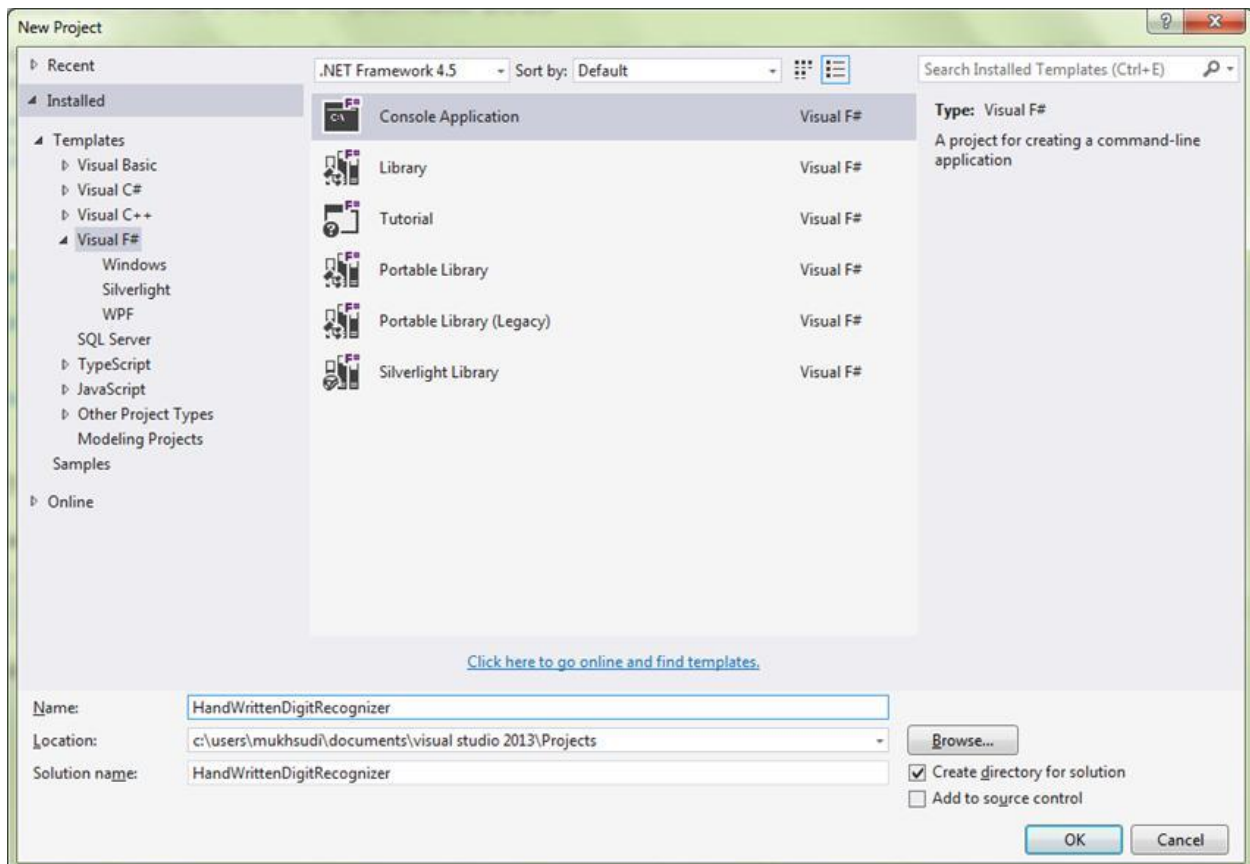 New Project
Recent
Installed
Templates
Visual Basic
Visual C#
Visual C++
Visual F#
Windows
Silverlight
WPF
SQL Server
TypeScript
JavaScript
Other Project Types
Modeling Projects
Samples
Online
.NET Framework 4.5 Sort by: Default
Console Application Visual F#
Library Visual F#
Tutorial Visual F#
Portable Library Visual F#
Portable Library (Legacy) Visual F#
Silverlight Library Visual F#
Click here to go online and find templates.
Search Installed Templates (Ctrl+E)
Type: Visual F#
A project for creating a command-line
application
Name: HandWrittenDigitRecognizer
Location: c:\users\mukhsudi\documents\visual studio 2013\Projects
Browse...
Solution name: HandWrittenDigitRecognizer
Create directory for solution
Add to source control
OK Cancel